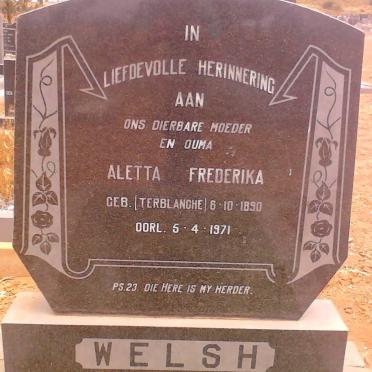 IN
LIEFDEVOLLE HERINNERING
AAN
ONS DIERBARE MOEDER
EN OUMA
ALETTA FREDERIKA
GEB. (TERBLANCHE) 6-10-1890
OORL. 5-4-1971
PS.23 DIE HERE IS MY HERDER.
WELSH